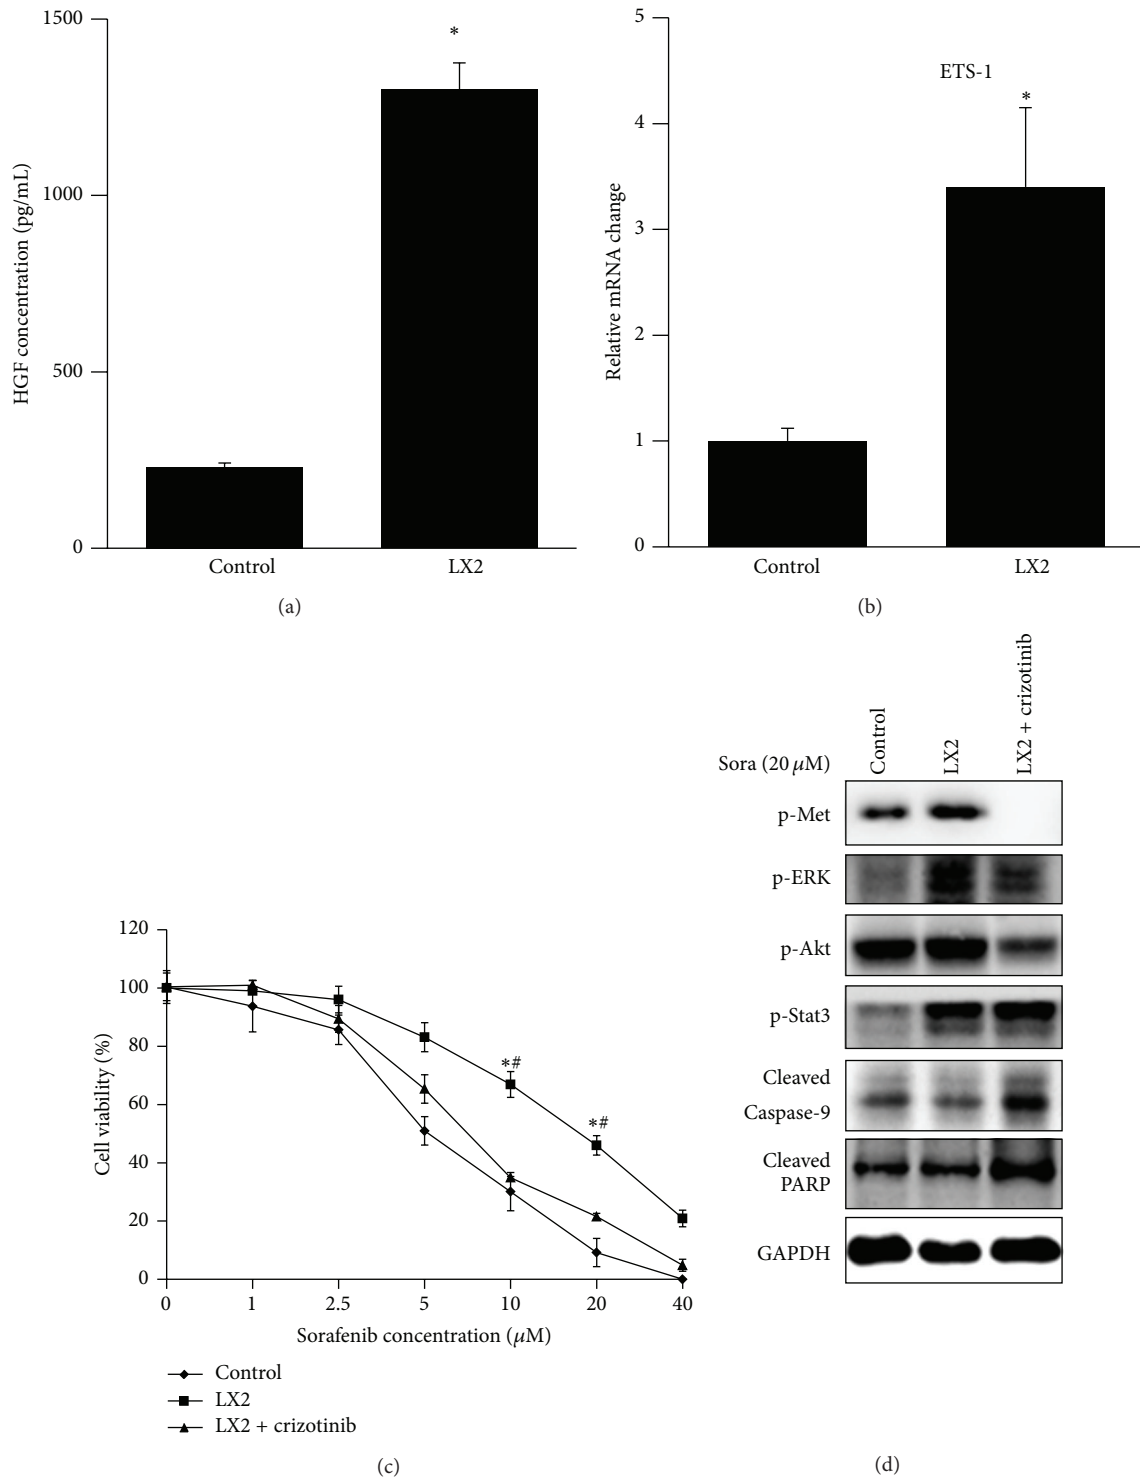 1500
*
1000
500
0
HGF concentration (pg/mL)
Control
LX2
(a)
5
ETS-1
*
4
3
2
1
0
Relative mRNA change
Control
LX2
(b)
120
100
80
60
40
20
0
Cell viability (%)
*#
*#
0 1 2.5 5 10 20 40
Sorafenib concentration (μM)
Control
LX2
LX2 + crizotinib
(c)
Control
LX2
LX2 + crizotinib
Sora (20 μM)
p-Met
p-ERK
p-Akt
p-Stat3
Cleaved
Caspase-9
Cleaved
PARP
GAPDH
(d)